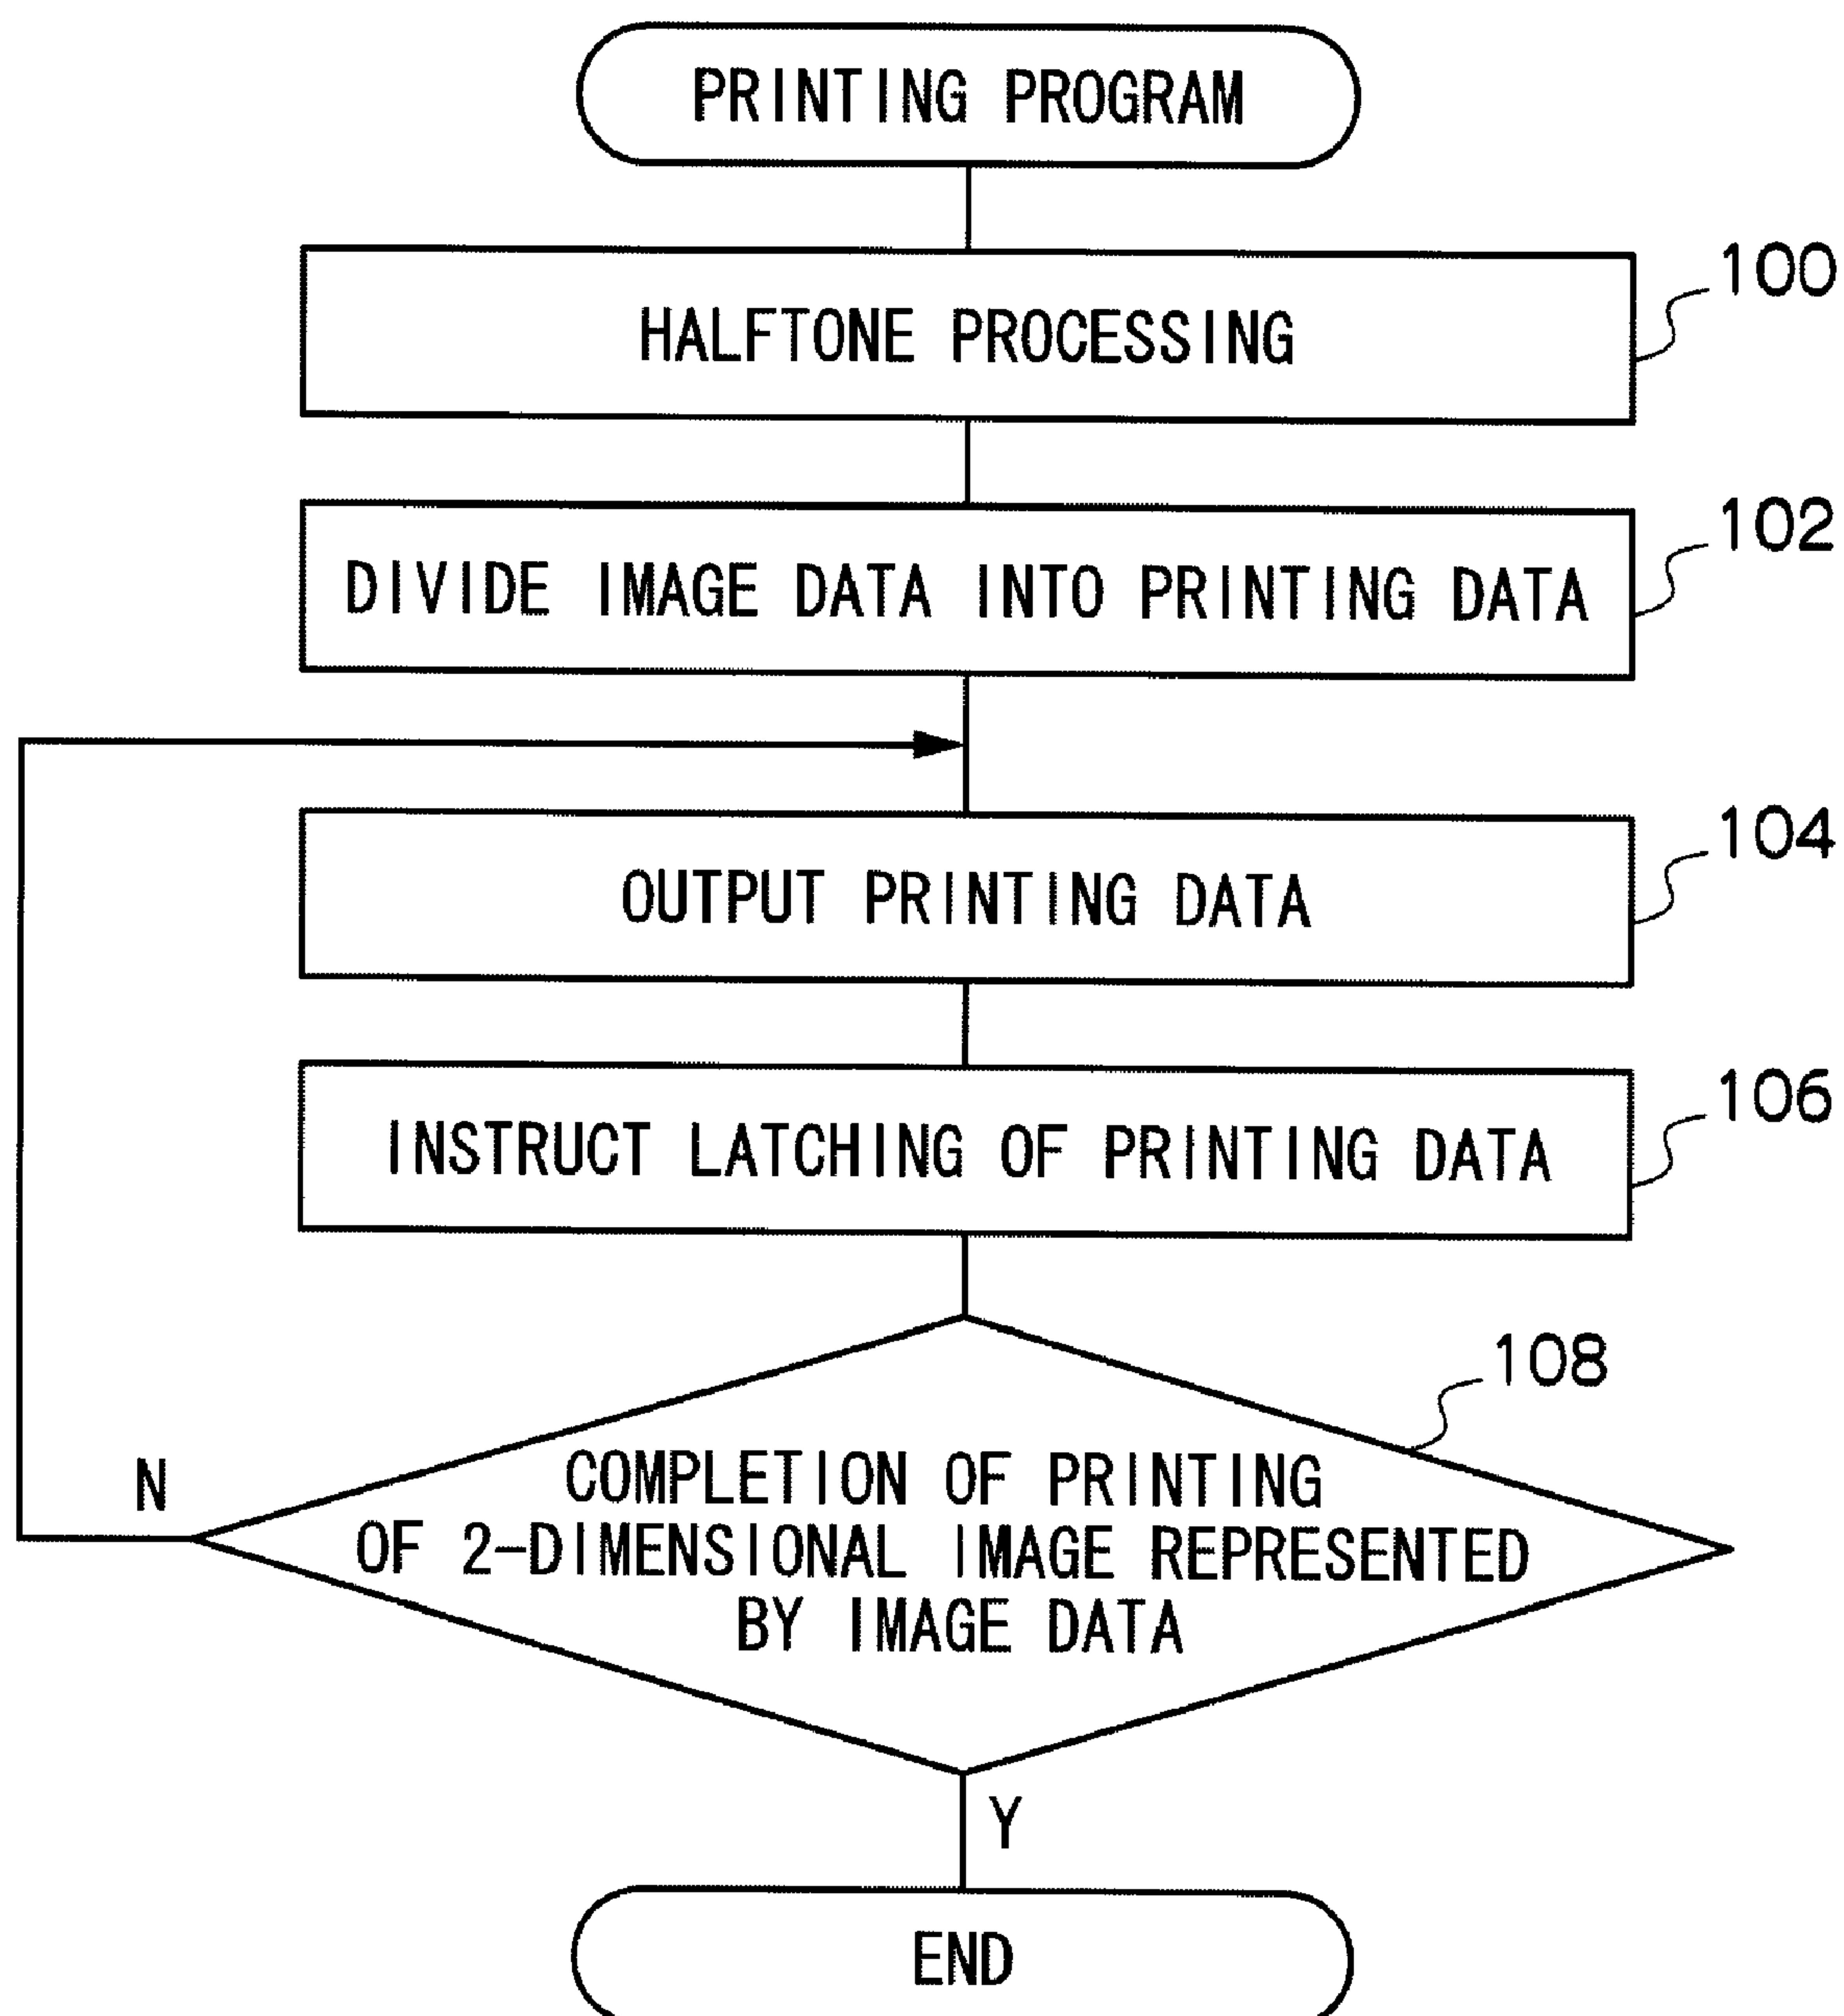 PRINTING PROGRAM
HALFTONE PROCESSING
100
DIVIDE IMAGE DATA INTO PRINTING DATA
102
OUTPUT PRINTING DATA
104
INSTRUCT LATCHING OF PRINTING DATA
106
108
COMPLETION OF PRINTING
OF 2-DIMENSIONAL IMAGE REPRESENTED
BY IMAGE DATA
N
Y
END